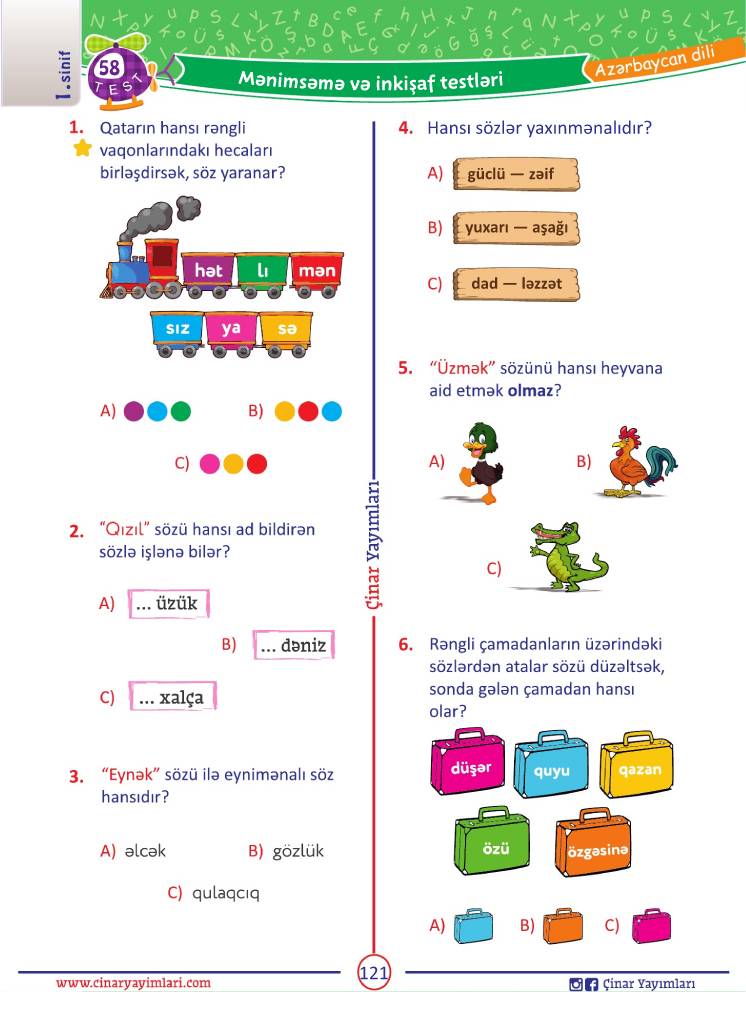 1.sinif
58
TEST
Mənimsəmə və inkişaf testləri
Azərbaycan dili
1. Qatarın hansı rəngli
vaqonlarındakı hecaları
birləşdirsək, söz yaranar?
hət lı mən
sız ya sə
A) B)
C)
2. “Qızıl” sözü hansı ad bildirən
sözlə işlənə bilər?
A) ... üzük
B) ... dəniz
C) ... xalça
3. “Eynək” sözü ilə eynimənalı söz
hansıdır?
A) əlcək B) gözlük
C) qulaqcıq
Çinar Yayımları
4. Hansı sözlər yaxınmənalıdır?
A) güclü — zəif
B) yuxarı — aşağı
C) dad — ləzzət
5. “Üzmək” sözünü hansı heyvana
aid etmək olmaz?
A) B)
C)
6. Rəngli çamadanların üzərindəki
sözlərdən atalar sözü düzəltsək,
sonda gələn çamadan hansı
olar?
düşər quyu qazan
özü özgəsinə
A) B) C)
www.cinaryayimlari.com
121
Çinar Yayımları